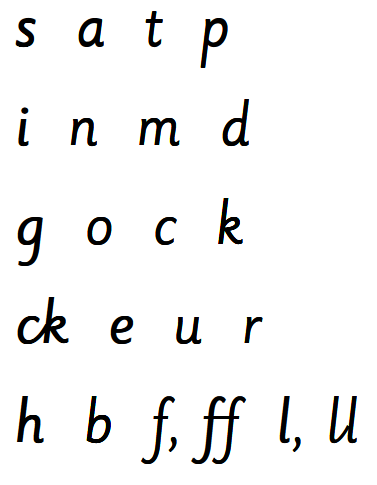 s a t p
i n m d
g o c k
ck e u r
h b f, ff l, ll